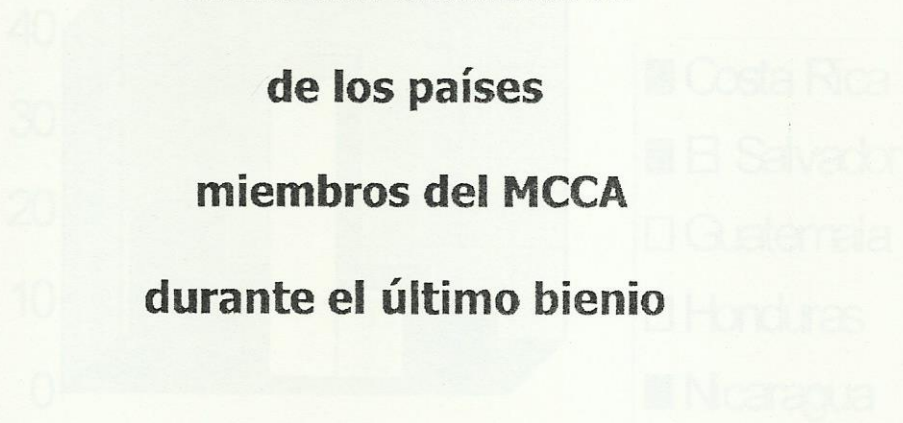 de los países
miembros del MCCA
durante el último bienio
40
30
20
10
0
Costa Rica
El Salvador
Guatemala
Honduras
Nicaragua